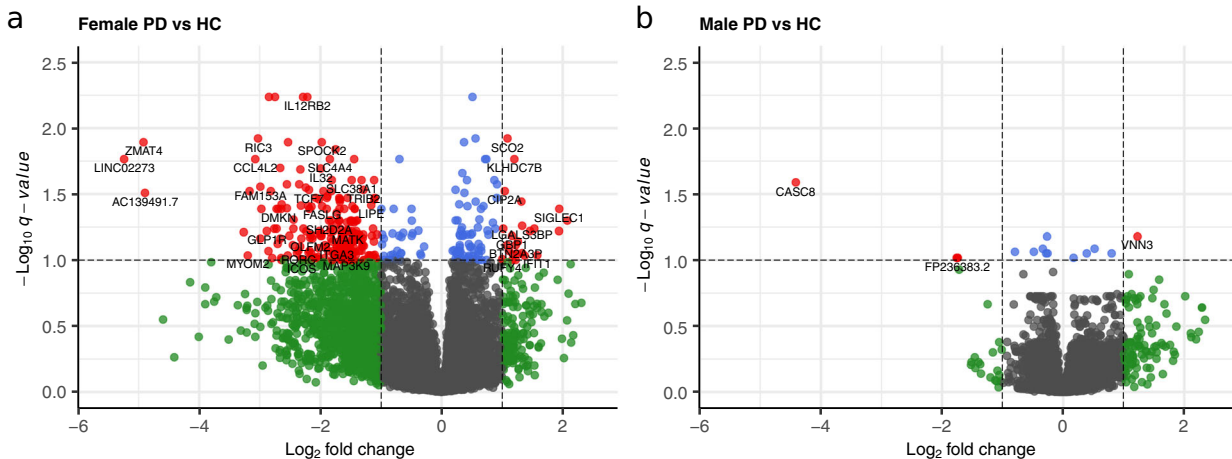 a
Female PD vs HC
2.5
2.0
1.5
1.0
0.5
0.0
−Log10 q − value
IL12RB2
ZMAT4
RIC3
SPOCK2
SCO2
LINC02273
CCL4L2
SLC4A4
KLHDC7B
IL32
AC139491.7
FAM153A
TCF7
SLC38A1
TRIB2
CIP2A
DMKN
FASLG
LIPE
SIGLEC1
GLP1R
SH2D2A
MATK
LGALS3BP
OLFM2
GBP1
MYOM2
RORC
ITGA3
BTN2A3P
ICOS
MAP3K9
RUFY4
IFIT1
−6
−4
−2
0
2
Log2 fold change
b
Male PD vs HC
2.5
2.0
1.5
1.0
0.5
0.0
−Log10 q − value
CASC8
VNN3
FP236383.2
−6
−4
−2
0
2
Log2 fold change